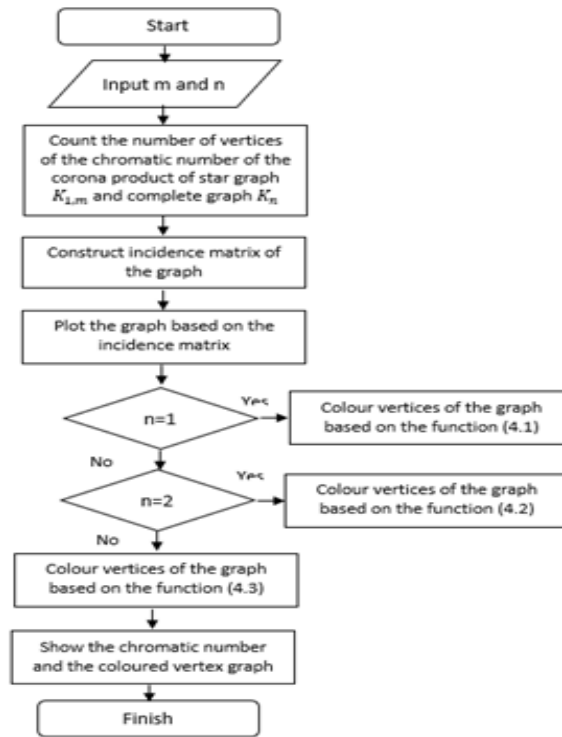 Start
Input m and n
Count the number of vertices
of the chromatic number of the
corona product of star graph
K₁,ₘ and complete graph Kₙ
Construct incidence matrix of
the graph
Plot the graph based on the
incidence matrix
n=1
Yes
Colour vertices of the graph
based on the function (4.1)
No
n=2
Yes
Colour vertices of the graph
based on the function (4.2)
No
Colour vertices of the graph
based on the function (4.3)
Show the chromatic number
and the coloured vertex graph
Finish